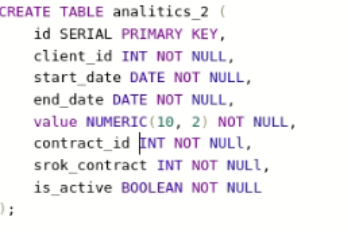 CREATE TABLE analitics_2 (
id SERIAL PRIMARY KEY,
client_id INT NOT NULL,
start_date DATE NOT NULL,
end_date DATE NOT NULL,
value NUMERIC(10, 2) NOT NULL,
contract_id INT NOT NULl,
srok_contract INT NOT NULl,
is_active BOOLEAN NOT NULL
);